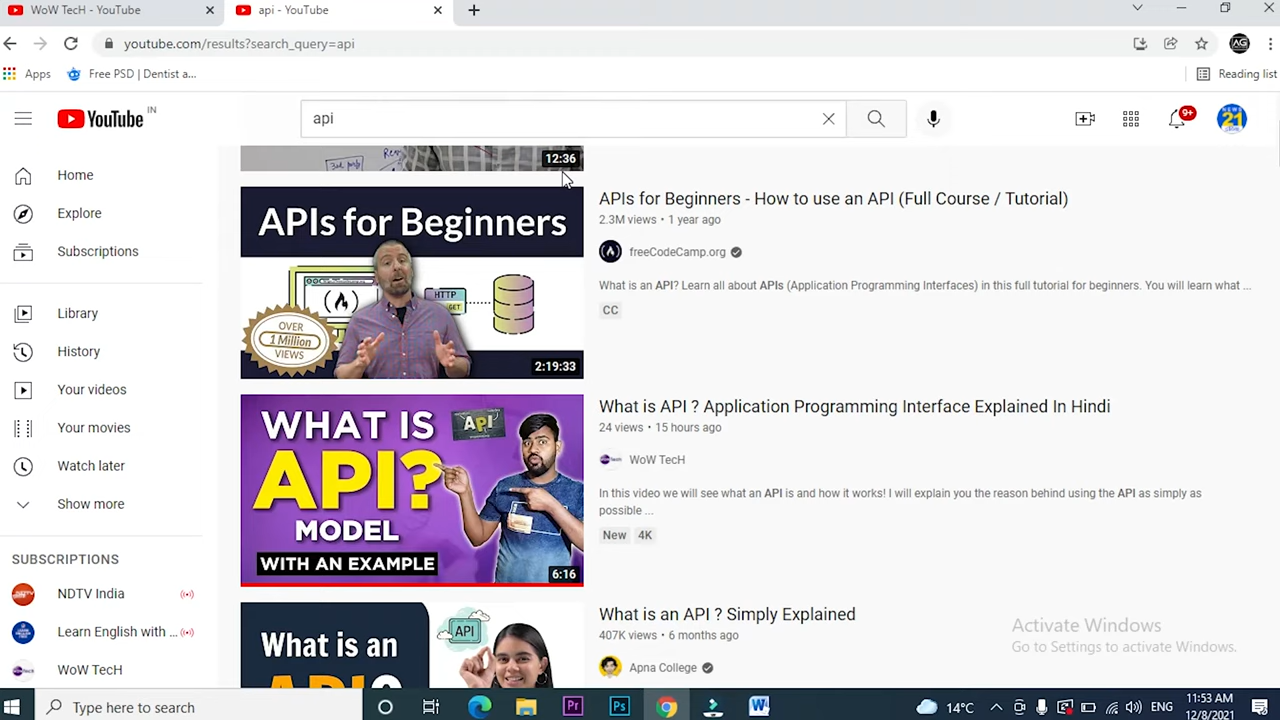 WoW TecH - YouTube
api - YouTube
youtube.com/results?search_query=api
Apps
Free PSD | Dentist a...
Reading list
YouTube IN
api
9+
NEWS 21
Home
Explore
Subscriptions
Library
History
Your videos
Your movies
Watch later
Show more
SUBSCRIPTIONS
NDTV India
Learn English with ...
WoW TecH
12:36
APIs for Beginners
HTTP
GET
OVER
1 Million
VIEWS
2:19:33
APIs for Beginners - How to use an API (Full Course / Tutorial)
2.3M views • 1 year ago
freeCodeCamp.org
What is an API? Learn all about APIs (Application Programming Interfaces) in this full tutorial for beginners. You will learn what ...
CC
WHAT IS
API
API?
MODEL
WITH AN EXAMPLE
6:16
What is API ? Application Programming Interface Explained In Hindi
24 views • 15 hours ago
WoW TecH
In this video we will see what an API is and how it works! I will explain you the reason behind using the API as simply as
possible ...
New 4K
What is an
API
What is an API ? Simply Explained
407K views • 6 months ago
Apna College
Activate Windows
Go to Settings to activate Windows.
Type here to search
14°C
ENG
11:53 AM
12/8/2021